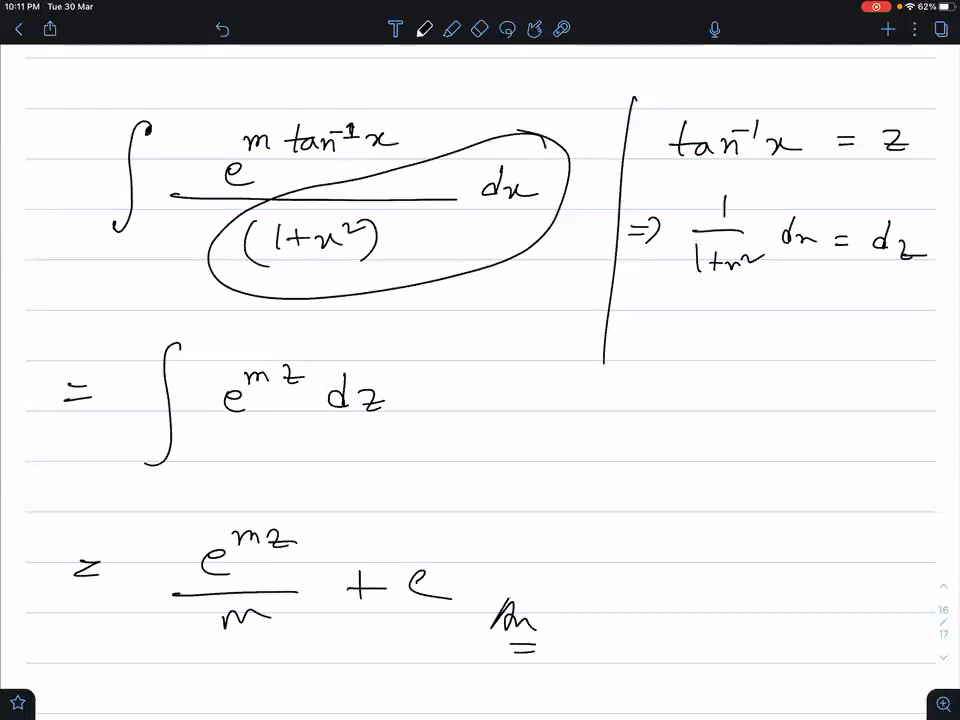 10:11 PM Tue 30 Mar 62%
∫ e^(m tan⁻¹x) / (1+x²) dx
tan⁻¹x = z
⇒ 1/(1+x²) dx = dz
= ∫ e^(mz) dz
= e^(mz)/m + c
An
16
/
17